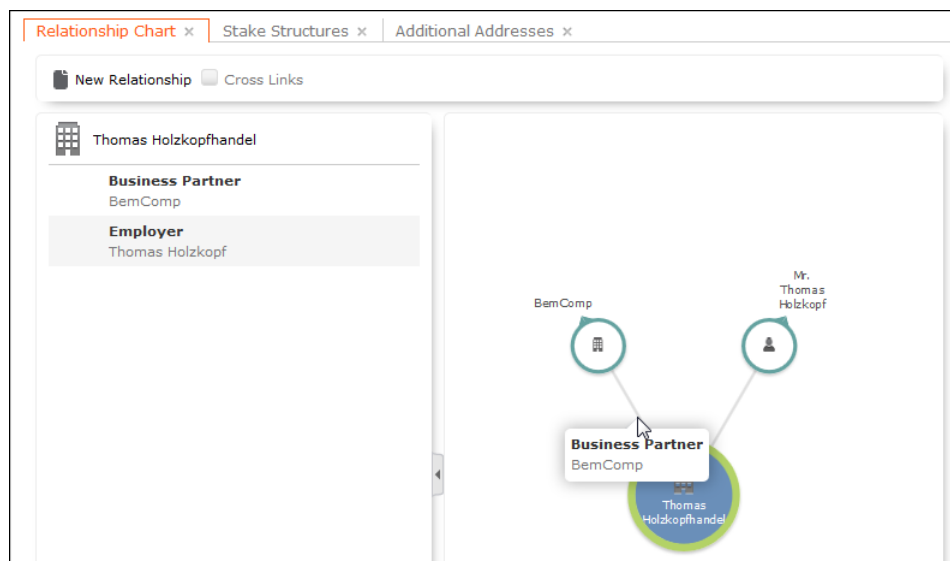 Relationship Chart × Stake Structures × Additional Addresses ×
New Relationship Cross Links
Thomas Holzkopfhandel
Business Partner
BemComp
Employer
Thomas Holzkopf
BemComp
Mr.
Thomas
Holzkopf
Business Partner
BemComp
Thomas
Holzkopfhandel